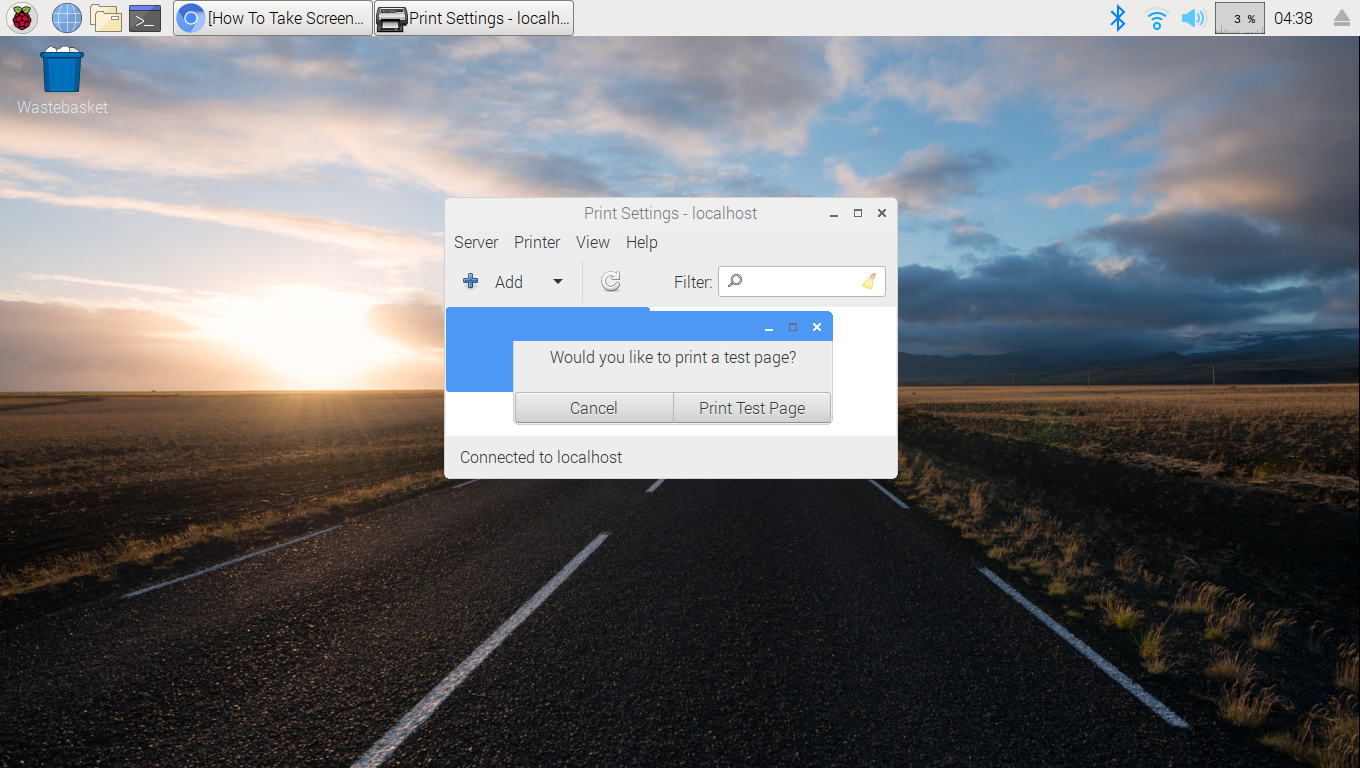 [How To Take Screen...
Print Settings - localh...
3 %
04:38
Wastebasket
Print Settings - localhost
Server Printer View Help
Add
Filter:
Would you like to print a test page?
Cancel
Print Test Page
Connected to localhost